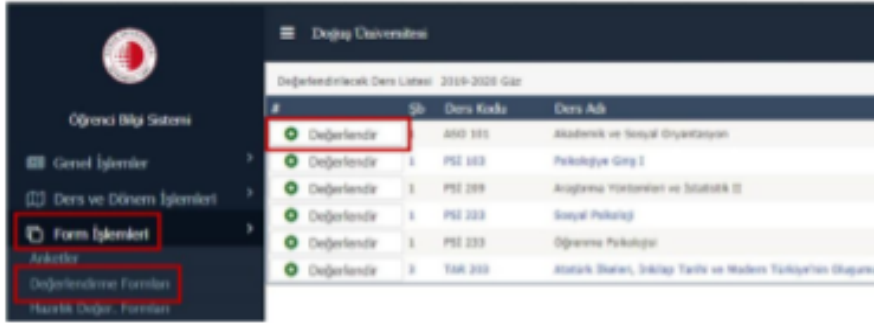 Doğuş Üniversitesi
Değerlendirilecek Ders Listesi 2019-2020 Güz
Öğrenci Bilgi Sistemi
# Şb Ders Kodu Ders Adı
Değerlendir 1 ASO 101 Akademik ve Sosyal Oryantasyon
Değerlendir 1 PSİ 103 Psikolojiye Giriş I
Değerlendir 1 PSİ 209 Araştırma Yöntemleri ve İstatistik II
Değerlendir 1 PSİ 223 Sosyal Psikoloji
Değerlendir 1 PSİ 233 Öğrenme Psikolojisi
Değerlendir 3 TAR 203 Atatürk İlkeleri, İnkılap Tarihi ve Modern Türkiye'nin
Genel İşlemler
Ders ve Dönem İşlemleri
Form İşlemleri
Anketler
Değerlendirme Formları
Hazırlık Değer. Formları